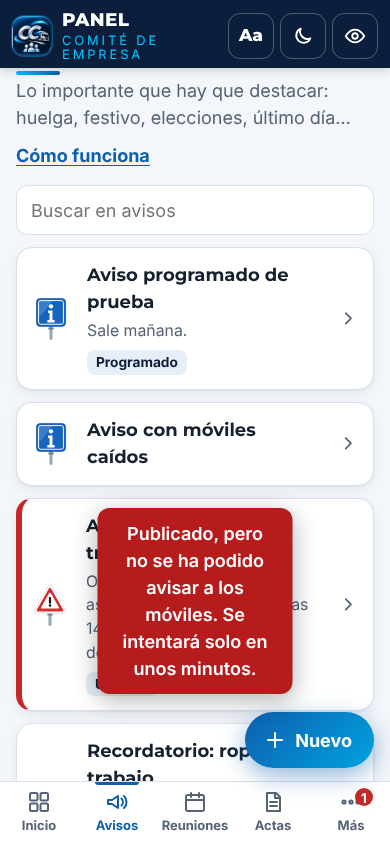 PANEL
COMITÉ DE
EMPRESA
Aa
Lo importante que hay que destacar:
huelga, festivo, elecciones, último día...
Cómo funciona
Buscar en avisos
Aviso programado de
prueba
Sale mañana.
Programado
Aviso con móviles
caídos
Publicado, pero
no se ha podido
avisar a los
móviles. Se
intentará solo en
unos minutos.
Recordatorio:
trabajo
Nuevo
Inicio
Avisos
Reuniones
Actas
1
Más